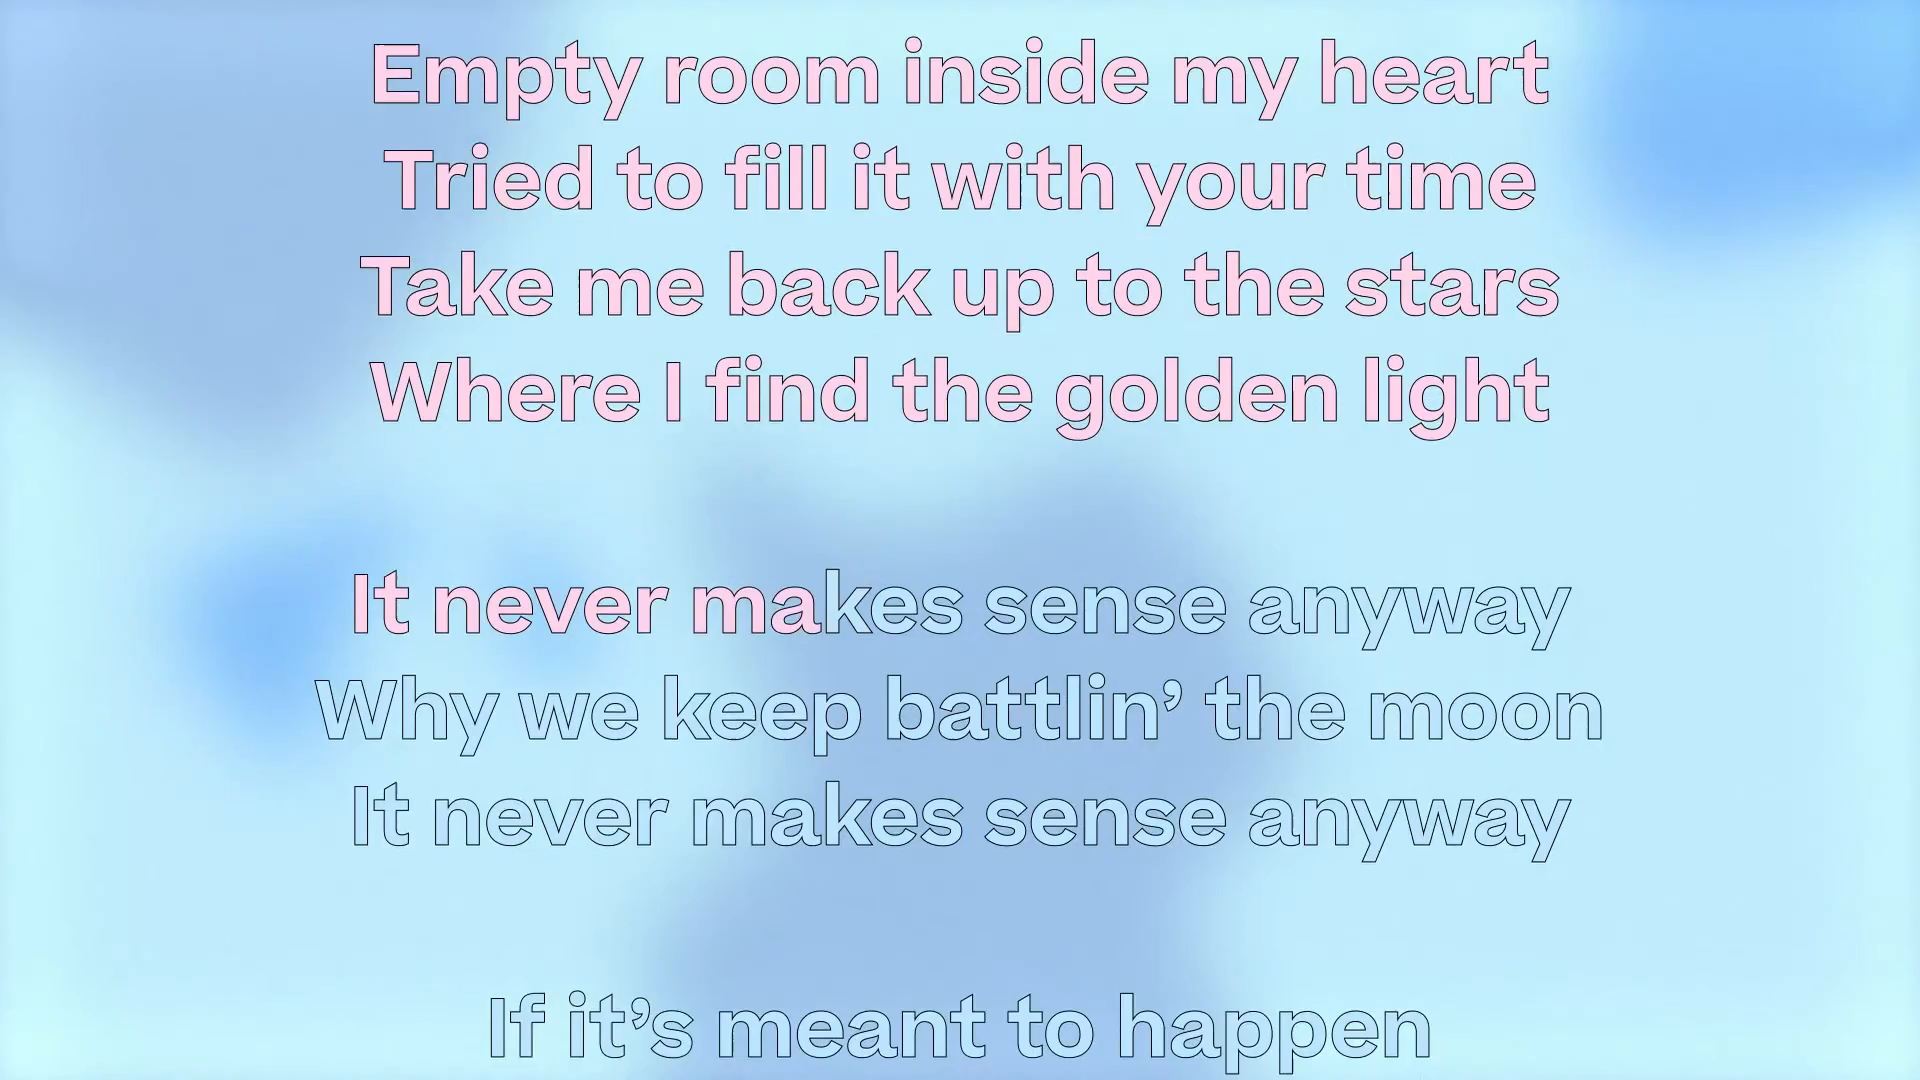 Empty room inside my heart
Tried to fill it with your time
Take me back up to the stars
Where I find the golden light
It never makes sense anyway
Why we keep battlin’ the moon
It never makes sense anyway
If it’s meant to happen